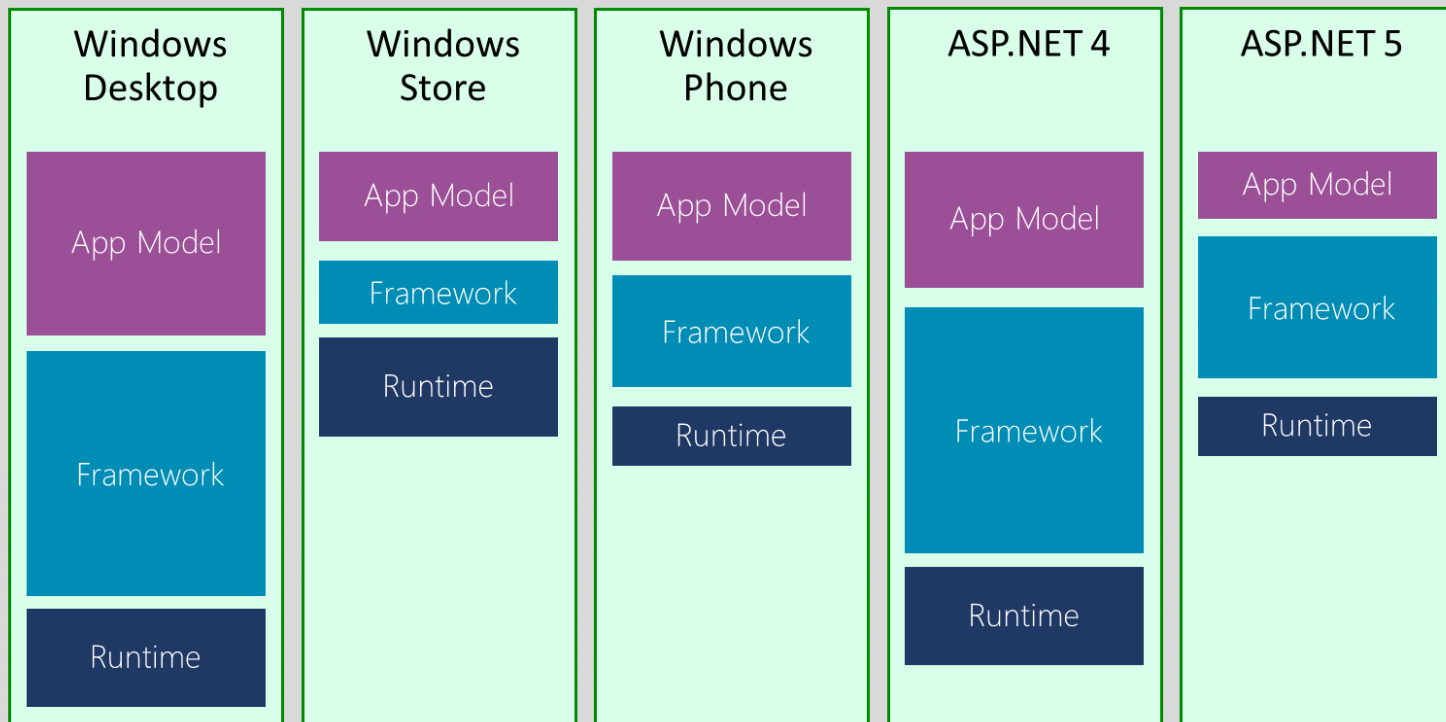 Windows
Desktop
App Model
Framework
Runtime
Windows
Store
App Model
Framework
Runtime
Windows
Phone
App Model
Framework
Runtime
ASP.NET 4
App Model
Framework
Runtime
ASP.NET 5
App Model
Framework
Runtime